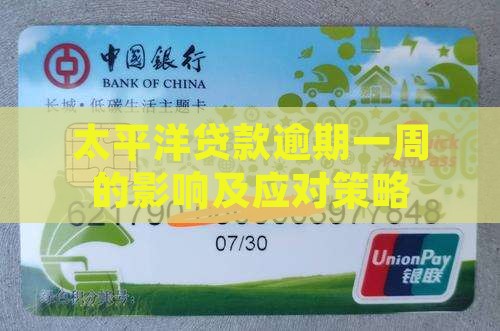 中国银行
BANK OF CHINA
长城·低碳生活主题卡
太平洋贷款逾期一周
的影响及应对策略
07/30
UnionPay
银联